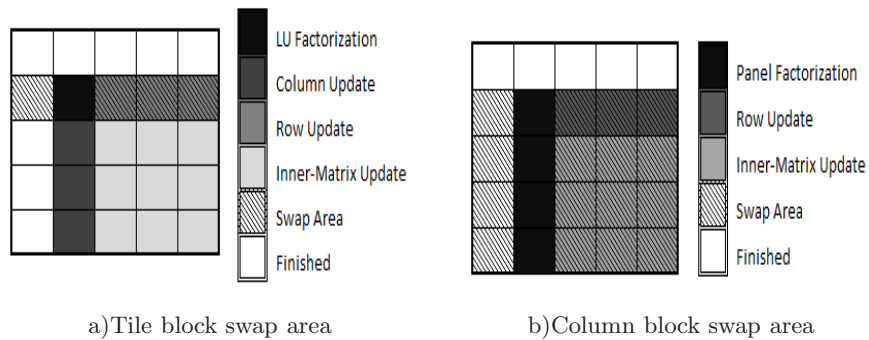 LU Factorization
Column Update
Row Update
Inner-Matrix Update
Swap Area
Finished
Panel Factorization
Row Update
Inner-Matrix Update
Swap Area
Finished
a)Tile block swap area
b)Column block swap area